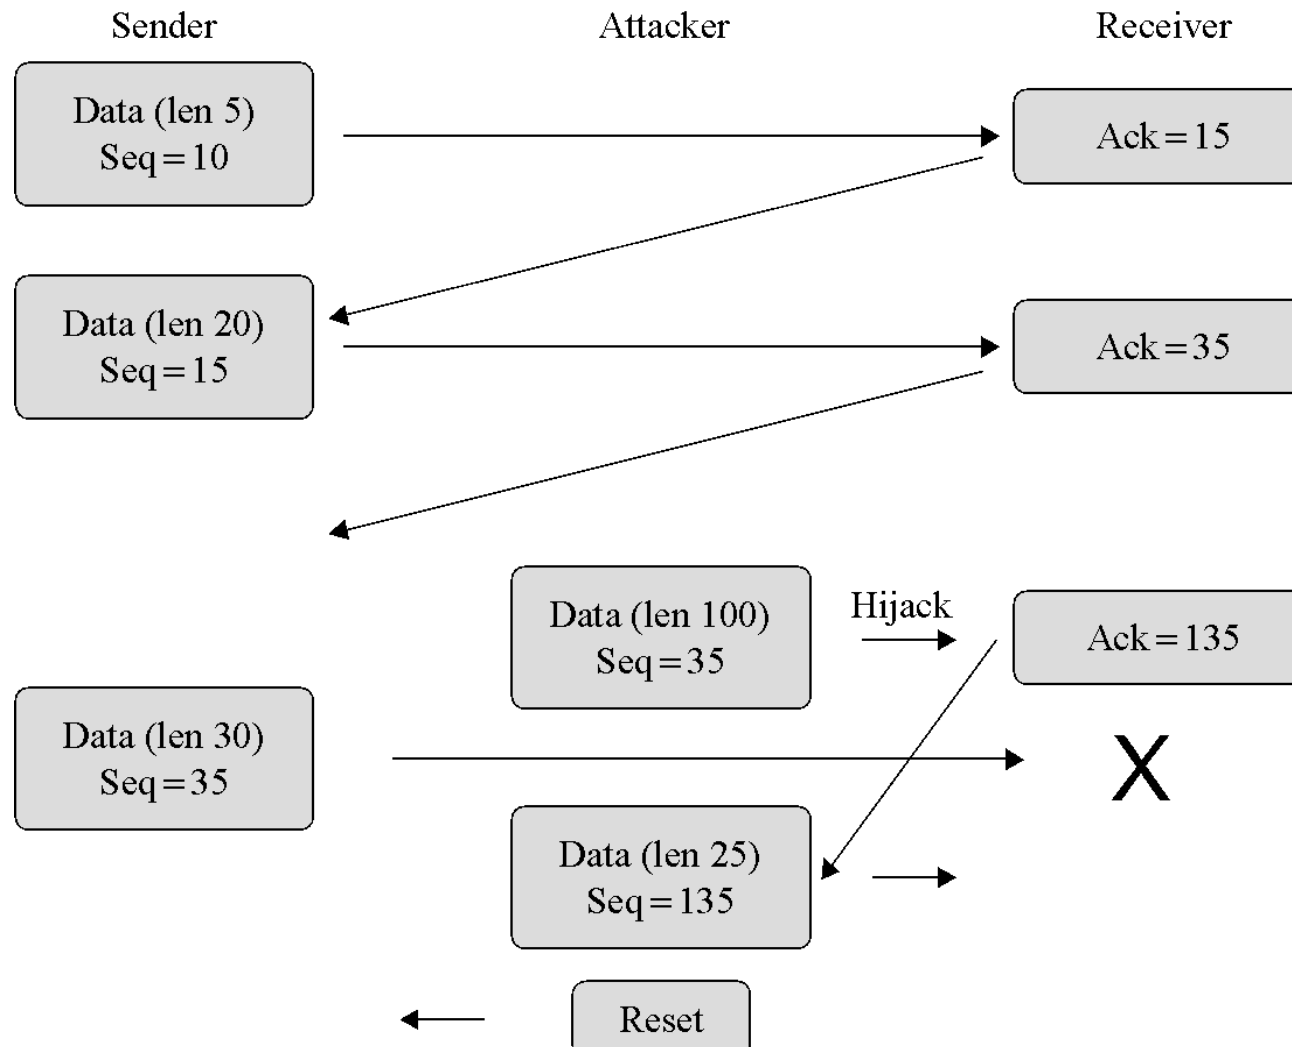 Sender
Attacker
Receiver
Data (len 5)
Seq = 10
Ack = 15
Data (len 20)
Seq = 15
Ack = 35
Data (len 100)
Seq = 35
Hijack
Ack = 135
Data (len 30)
Seq = 35
X
Data (len 25)
Seq = 135
Reset